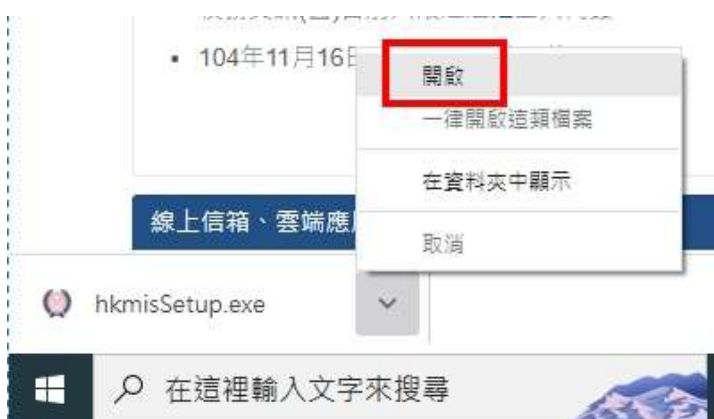 104年11月16日
開啟
一律開啟這類檔案
在資料夾中顯示
線上信箱、雲端應
取消
hkmisSetup.exe
在這裡輸入文字來搜尋